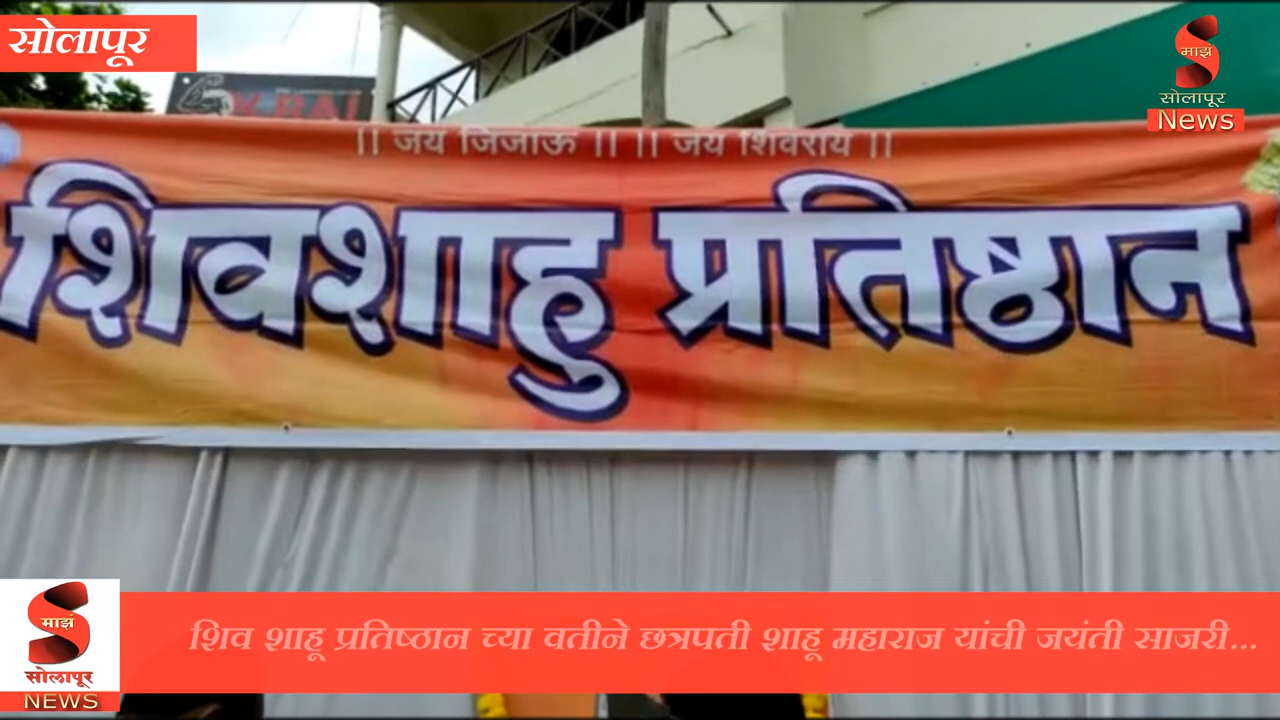 सोलापूर
माझं
सोलापूर
News
|| जय जिजाऊ || || जय शिवराय ||
शिवशाहु प्रतिष्ठान
माझं
सोलापूर
NEWS
शिव शाहू प्रतिष्ठान च्या वतीने छत्रपती शाहू महाराज यांची जयंती साजरी...